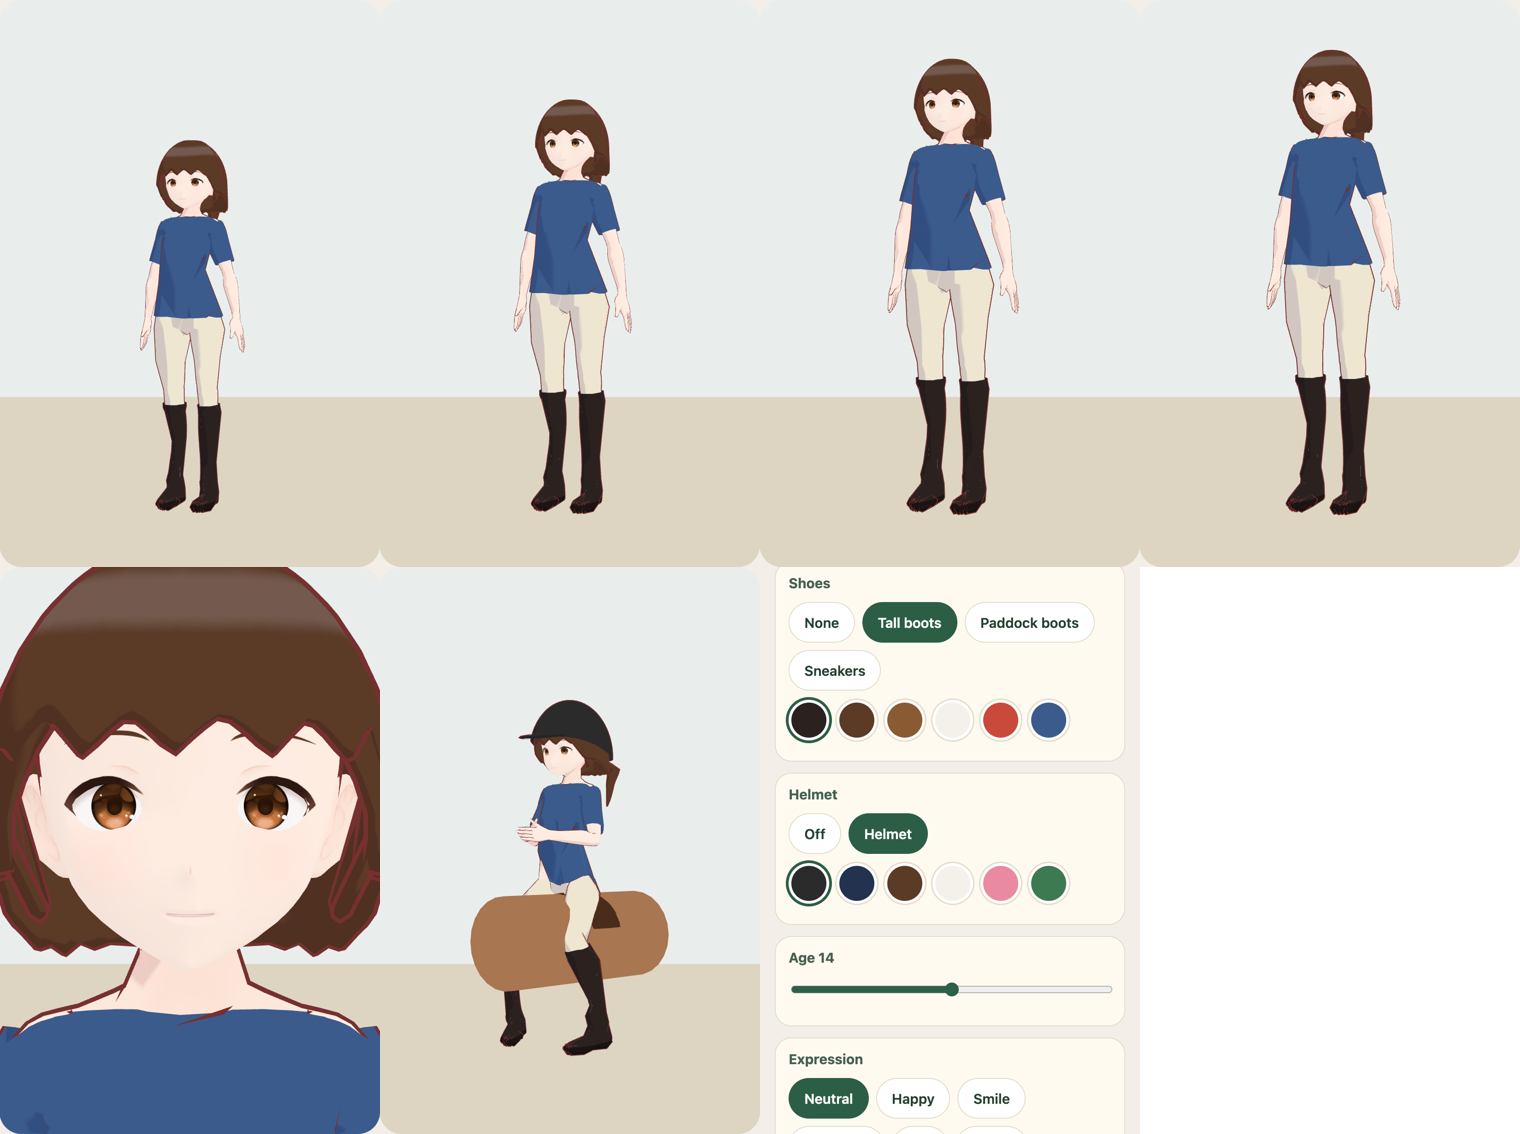 Shoes
None
Tall boots
Paddock boots
Sneakers
Helmet
Off
Helmet
Age 14
Expression
Neutral
Happy
Smile